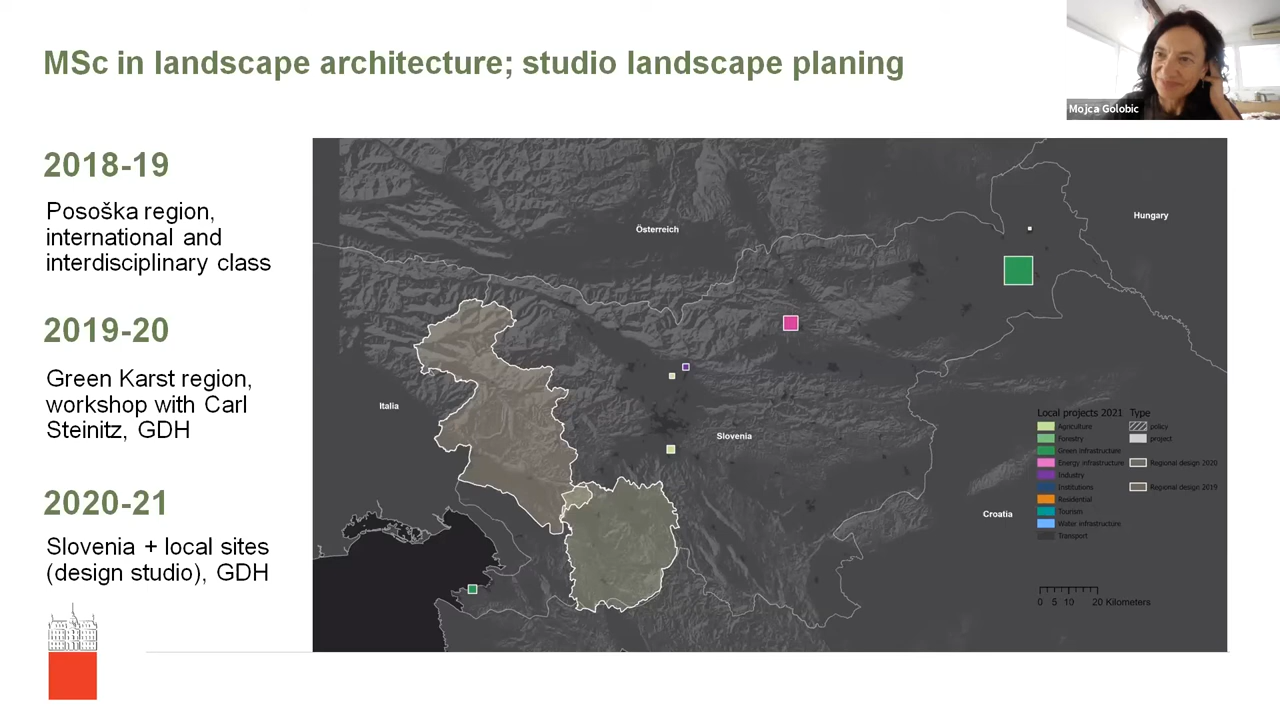 MSc in landscape architecture; studio landscape planing
Mojca Golobic
2018-19
Pososka region,
international and
interdisciplinary class
2019-20
Green Karst region,
workshop with Carl
Steinitz, GDH
2020-21
Slovenia + local sites
(design studio), GDH
Österreich
Hungary
Italia
Slovenia
Croatia
Local projects 2021
Agriculture
Forestry
Green infrastructure
Energy infrastructure
Industry
Institutions
Residential
Tourism
Water infrastructure
Transport
Type
policy
project
Regional design 2020
Regional design 2019
0 5 10 20 Kilometers